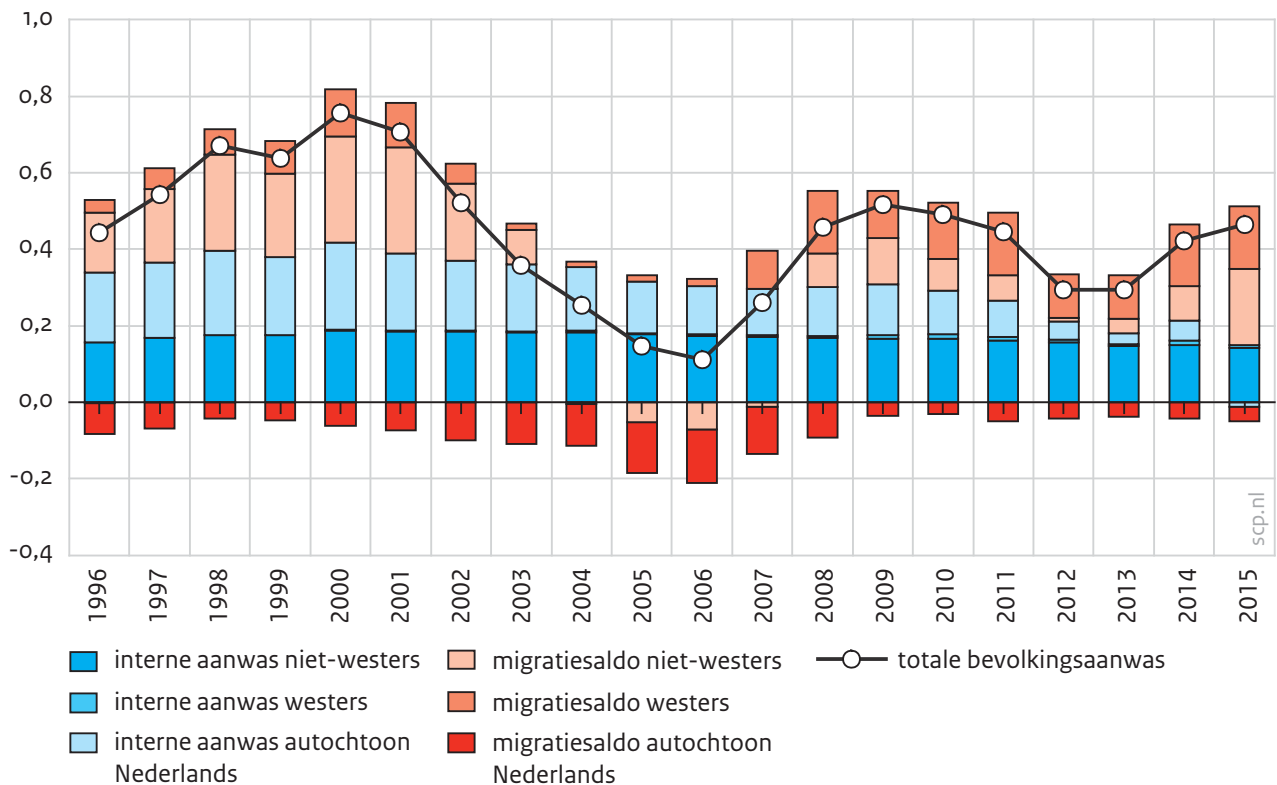 1,0
0,8
0,6
0,4
0,2
0,0
-0,2
-0,4
scp.nl
1996 1997 1998 1999 2000 2001 2002 2003 2004 2005 2006 2007 2008 2009 2010 2011 2012 2013 2014 2015
interne aanwas niet-westers migratiesaldo niet-westers totale bevolkingsaanwas
interne aanwas westers migratiesaldo westers
interne aanwas autochtoon migratiesaldo autochtoon
Nederlands Nederlands